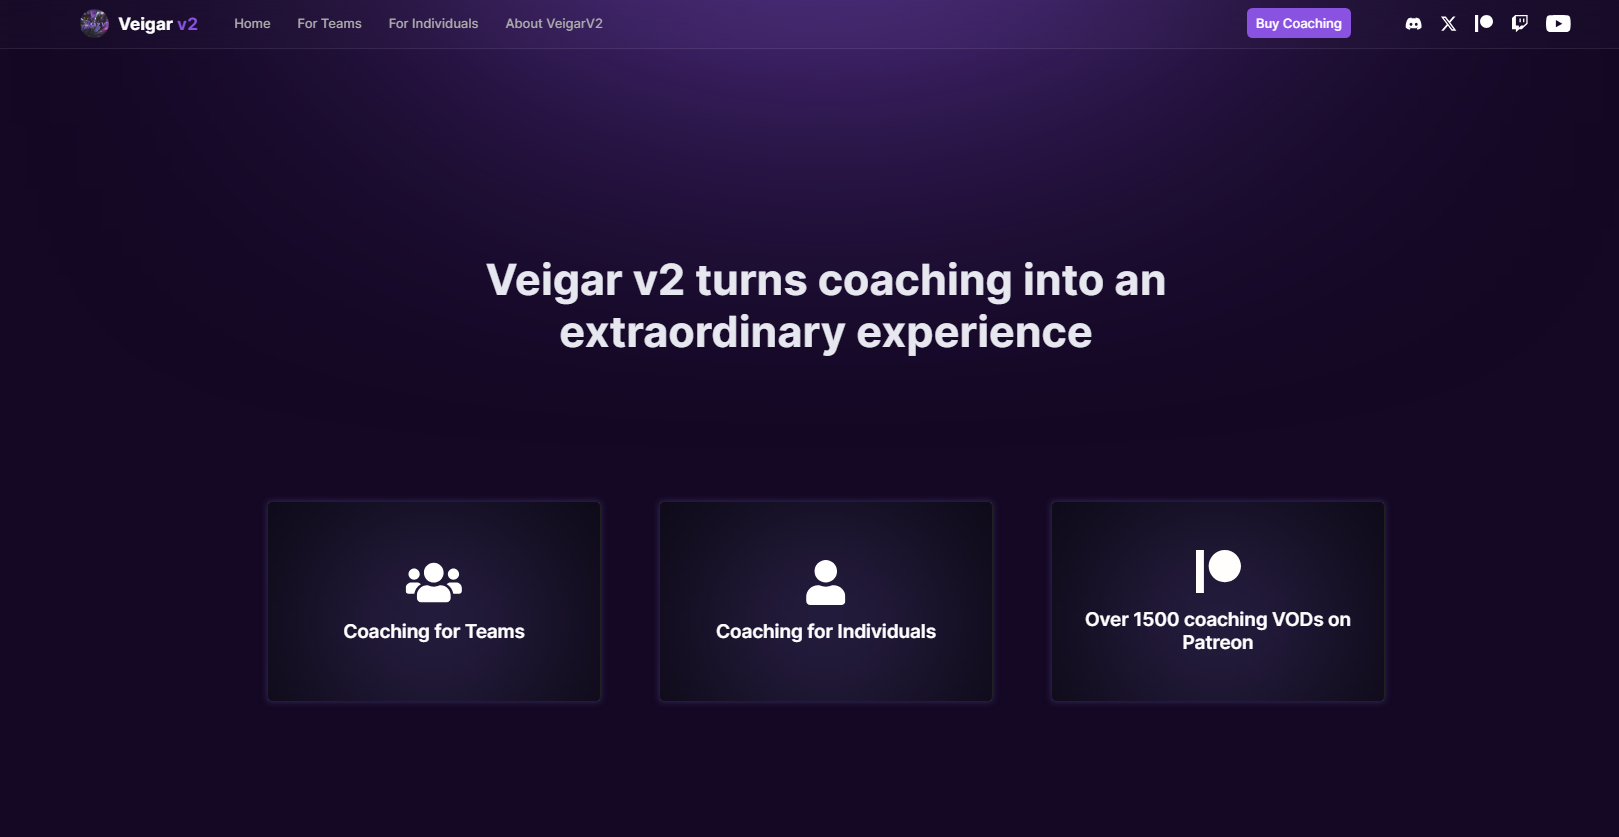 Veigar v2
Home
For Teams
For Individuals
About VeigarV2
Buy Coaching
Veigar v2 turns coaching into an
extraordinary experience
Coaching for Teams
Coaching for Individuals
Over 1500 coaching VODs on
Patreon